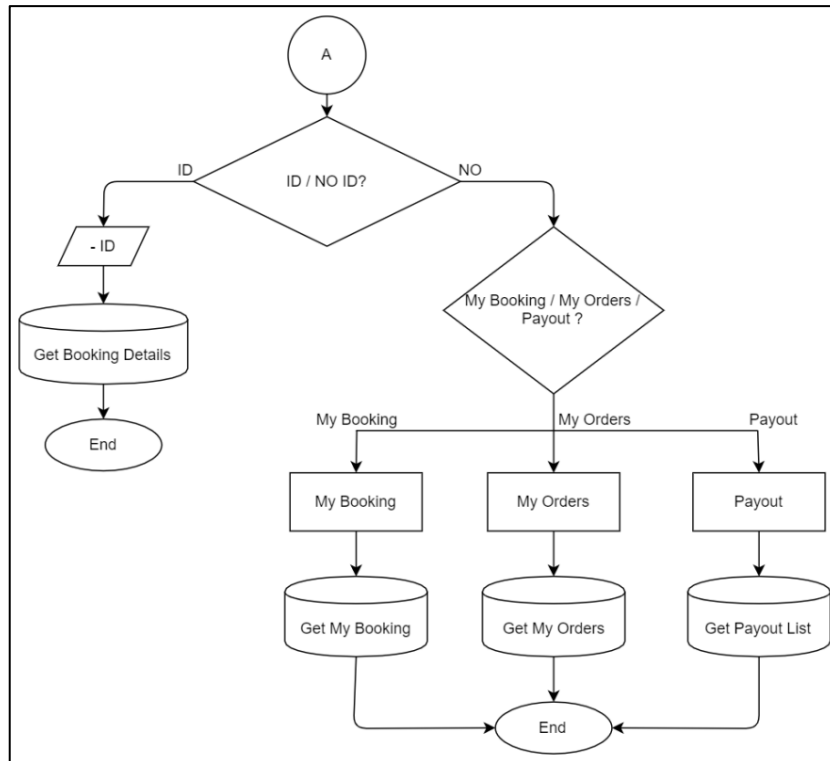 A
ID / NO ID?
ID
NO
- ID
Get Booking Details
End
My Booking / My Orders /
Payout ?
My Booking
My Orders
Payout
My Booking
My Orders
Payout
Get My Booking
Get My Orders
Get Payout List
End